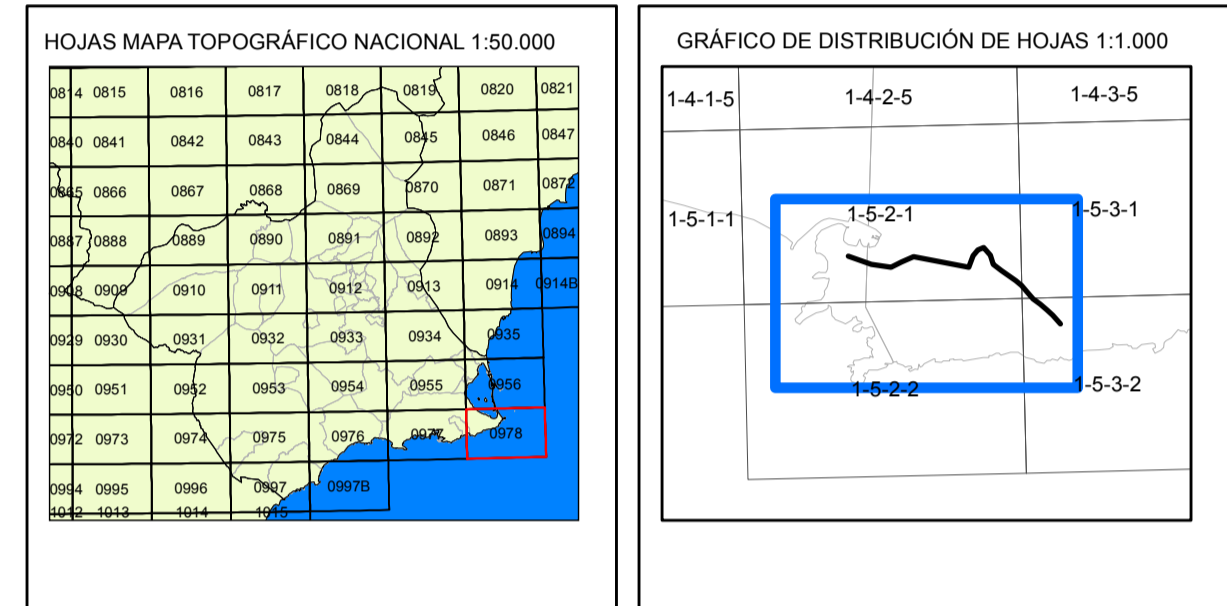 HOJAS MAPA TOPOGRÁFICO NACIONAL 1:50.000
0814 0815 0816 0817 0818 0819 0820 0821
0840 0841 0842 0843 0844 0845 0846 0847
0865 0866 0867 0868 0869 0870 0871 0872
0887 0888 0889 0890 0891 0892 0893 0894
0908 0909 0910 0911 0912 0913 0914 0914B
0929 0930 0931 0932 0933 0934 0935
0950 0951 0952 0953 0954 0955 0956
0972 0973 0974 0975 0976 0977 0978
0994 0995 0996 0997 0997B
1012 1013 1014 1015
GRÁFICO DE DISTRIBUCIÓN DE HOJAS 1:1.000
1-4-1-5 1-4-2-5 1-4-3-5
1-5-1-1 1-5-2-1 1-5-3-1
1-5-2-2 1-5-3-2